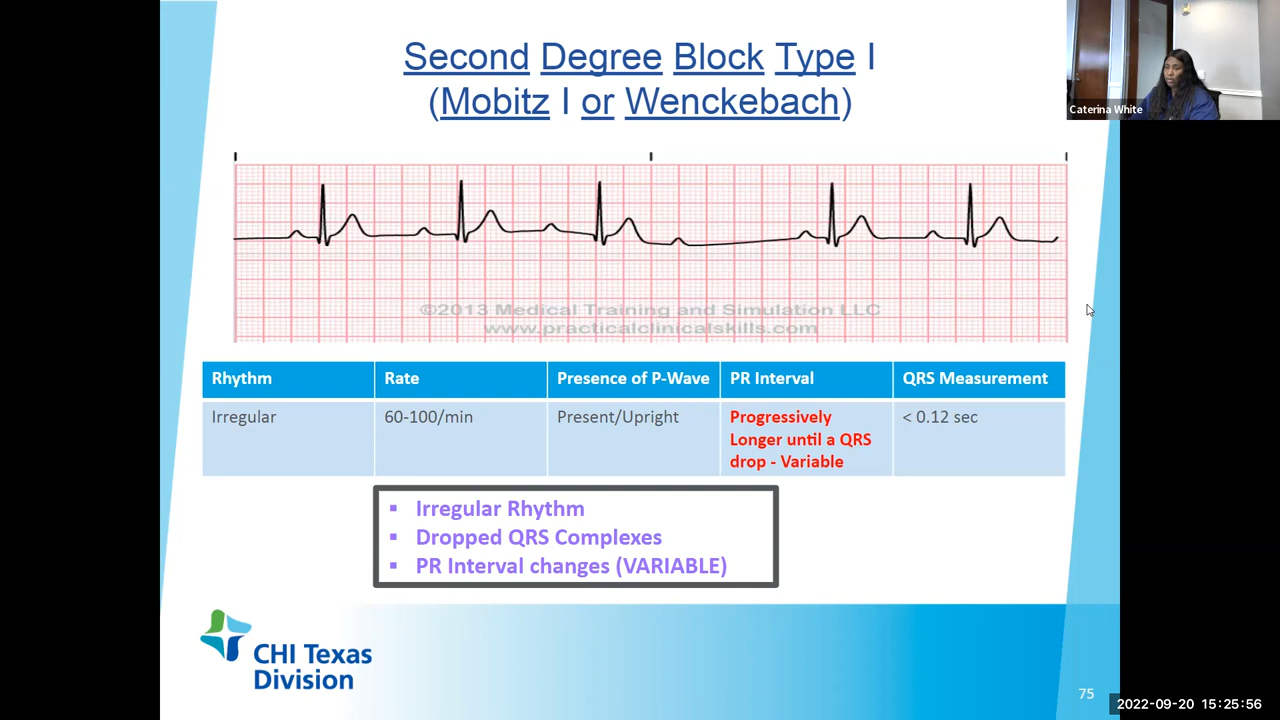 Second Degree Block Type I
(Mobitz I or Wenckebach)
Caterina White
©2013 Medical Training and Simulation LLC
www.practicalclinicalskills.com
Rhythm
Rate
Presence of P-Wave
PR Interval
QRS Measurement
Irregular
60-100/min
Present/Upright
Progressively
Longer until a QRS
drop - Variable
< 0.12 sec
▪ Irregular Rhythm
▪ Dropped QRS Complexes
▪ PR Interval changes (VARIABLE)
CHI Texas
Division
75
2022-09-20 15:25:56